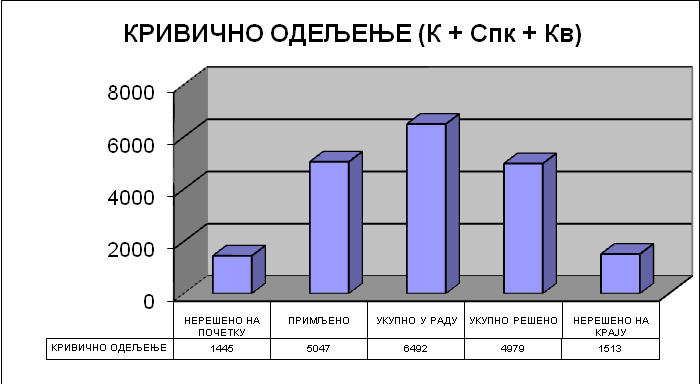 КРИВИЧНО ОДЕЉЕЊЕ (К + Спк + Кв)
8000
6000
4000
2000
0
НЕРЕШЕНО НА ПОЧЕТКУ
ПРИМЉЕНО
УКУПНО У РАДУ
УКУПНО РЕШЕНО
НЕРЕШЕНО НА КРАЈУ
КРИВИЧНО ОДЕЉЕЊЕ 1445 5047 6492 4979 1513